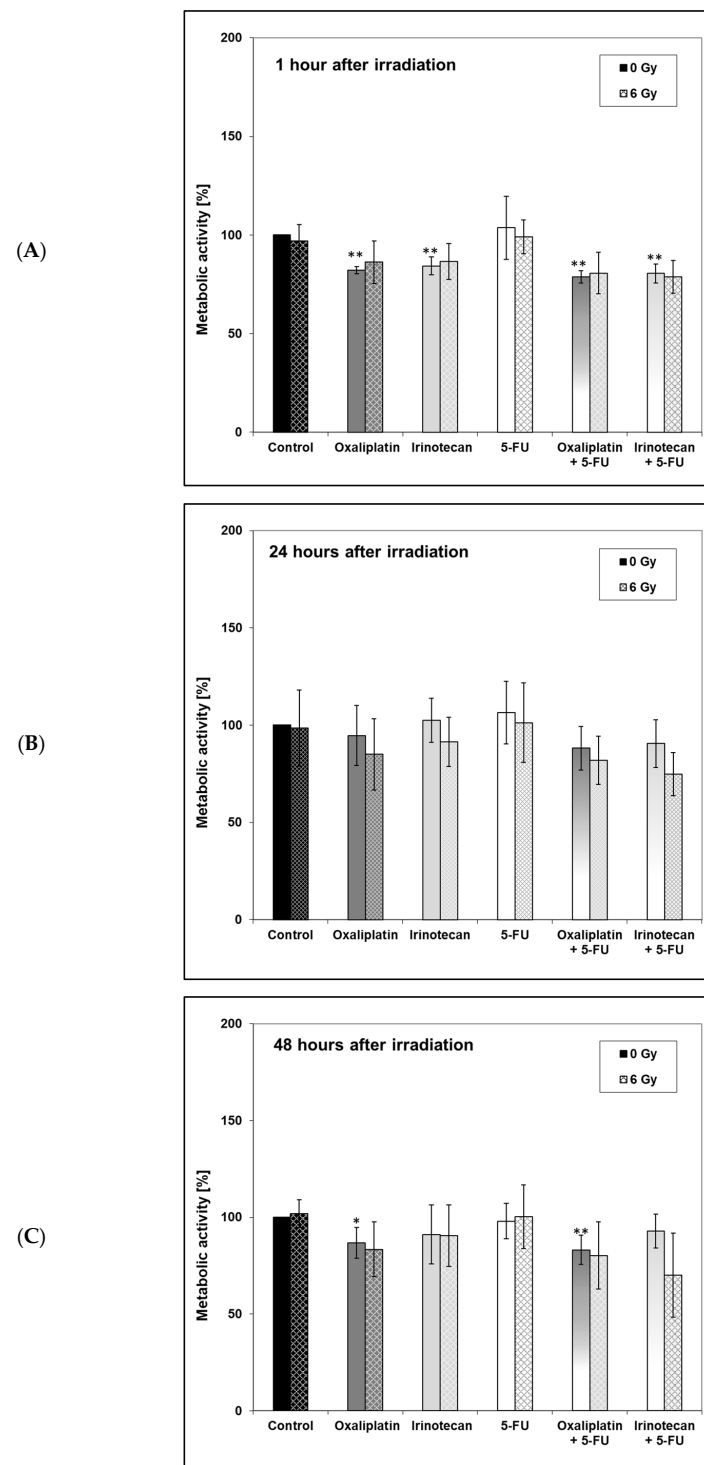 (A)
1 hour after irradiation
0 Gy
6 Gy
Metabolic activity [%]
200
150
100
50
0
**
**
**
**
Control Oxaliplatin Irinotecan 5-FU Oxaliplatin + 5-FU Irinotecan + 5-FU
(B)
24 hours after irradiation
0 Gy
6 Gy
Metabolic activity [%]
200
150
100
50
0
Control Oxaliplatin Irinotecan 5-FU Oxaliplatin + 5-FU Irinotecan + 5-FU
(C)
48 hours after irradiation
0 Gy
6 Gy
Metabolic activity [%]
200
150
100
50
0
*
**
Control Oxaliplatin Irinotecan 5-FU Oxaliplatin + 5-FU Irinotecan + 5-FU